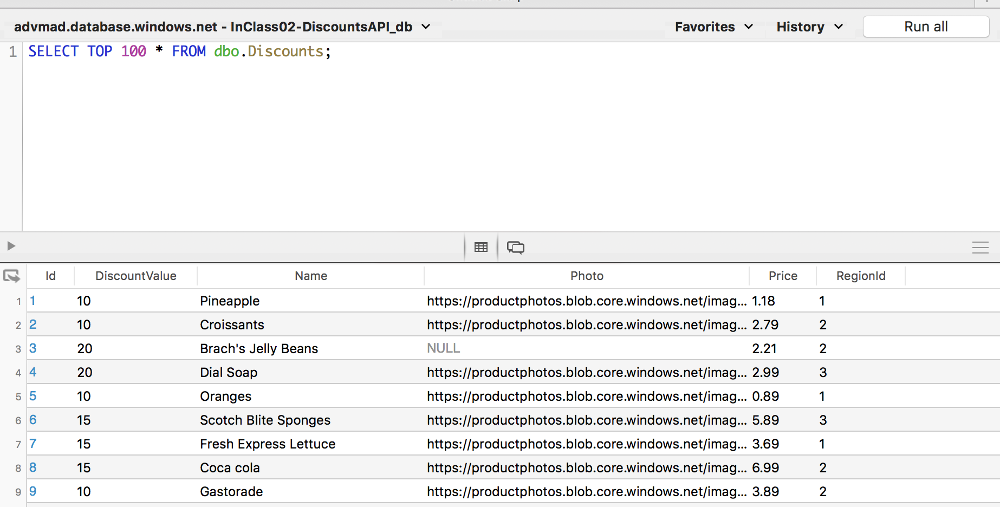 advmad.database.windows.net - InClass02-DiscountsAPI_db Favorites History Run all
1 SELECT TOP 100 * FROM dbo.Discounts;
Id DiscountValue Name Photo Price RegionId
1 1 10 Pineapple https://productphotos.blob.core.windows.net/imag... 1.18 1
2 2 10 Croissants https://productphotos.blob.core.windows.net/imag... 2.79 2
3 3 20 Brach's Jelly Beans NULL 2.21 2
4 4 20 Dial Soap https://productphotos.blob.core.windows.net/imag... 2.99 3
5 5 10 Oranges https://productphotos.blob.core.windows.net/imag... 0.89 1
6 6 15 Scotch Blite Sponges https://productphotos.blob.core.windows.net/imag... 5.89 3
7 7 15 Fresh Express Lettuce https://productphotos.blob.core.windows.net/imag... 3.69 1
8 8 15 Coca cola https://productphotos.blob.core.windows.net/imag... 6.99 2
9 9 10 Gastorade https://productphotos.blob.core.windows.net/imag... 3.89 2